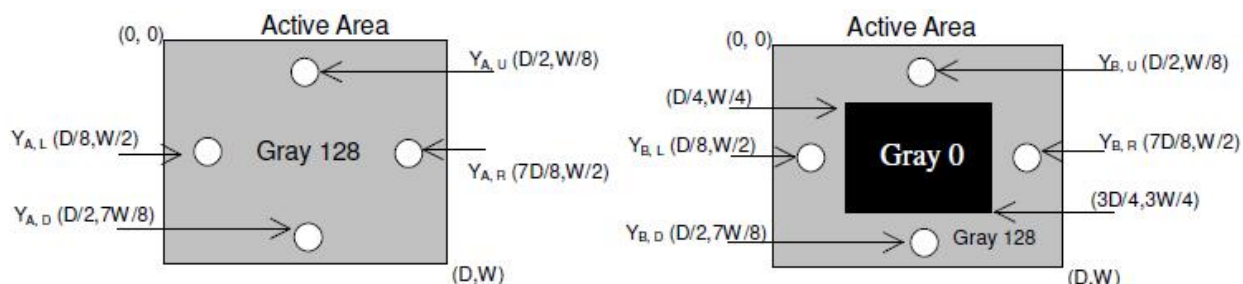 Active Area
(0, 0)
Y_A, U (D/2,W/8)
Y_A, L (D/8,W/2)
Gray 128
Y_A, R (7D/8,W/2)
Y_A, D (D/2,7W/8)
(D,W)
Active Area
(0, 0)
Y_B, U (D/2,W/8)
(D/4,W/4)
Y_B, L (D/8,W/2)
Gray 0
Y_B, R (7D/8,W/2)
(3D/4,3W/4)
Y_B, D (D/2,7W/8)
Gray 128
(D,W)